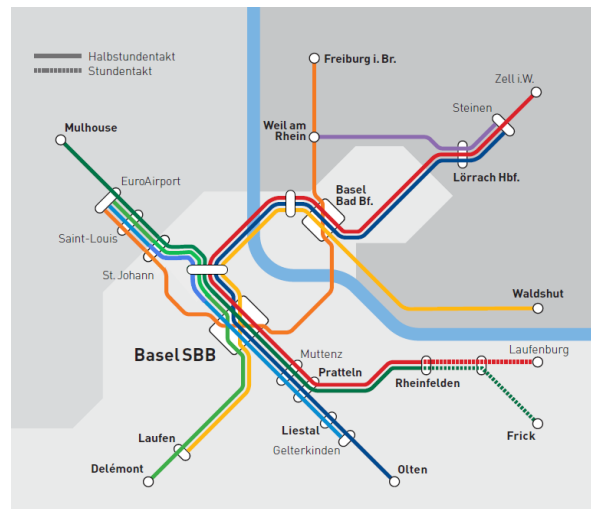 Halbstundentakt
Stundentakt
Freiburg i. Br.
Zell i.W.
Steinen
Mulhouse
Weil am
Rhein
EuroAirport
Lörrach Hbf.
Basel
Bad Bf.
Saint-Louis
St. Johann
Waldshut
Basel SBB
Muttenz
Laufenburg
Pratteln
Rheinfelden
Liestal
Laufen
Frick
Gelterkinden
Delémont
Olten